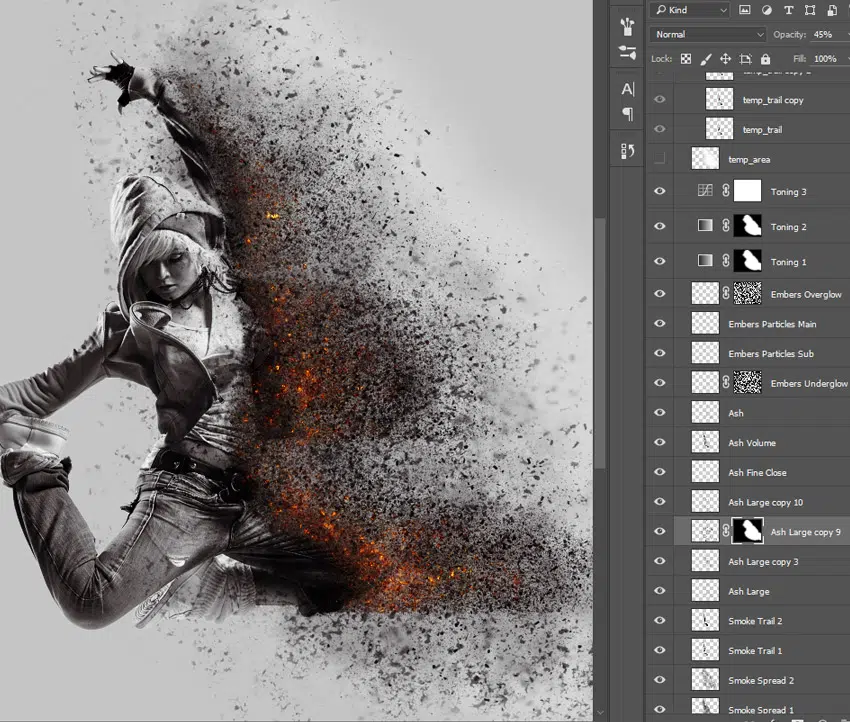 Kind
T
Normal
Opacity: 45%
Lock:
Fill: 100%
A
temp_trail copy
temp_trail
temp_area
Toning 3
Toning 2
Toning 1
Embers Overglow
Embers Particles Main
Embers Particles Sub
Embers Underglow
Ash
Ash Volume
Ash Fine Close
Ash Large copy 10
Ash Large copy 9
Ash Large copy 3
Ash Large
Smoke Trail 2
Smoke Trail 1
Smoke Spread 2
Smoke Spread 1